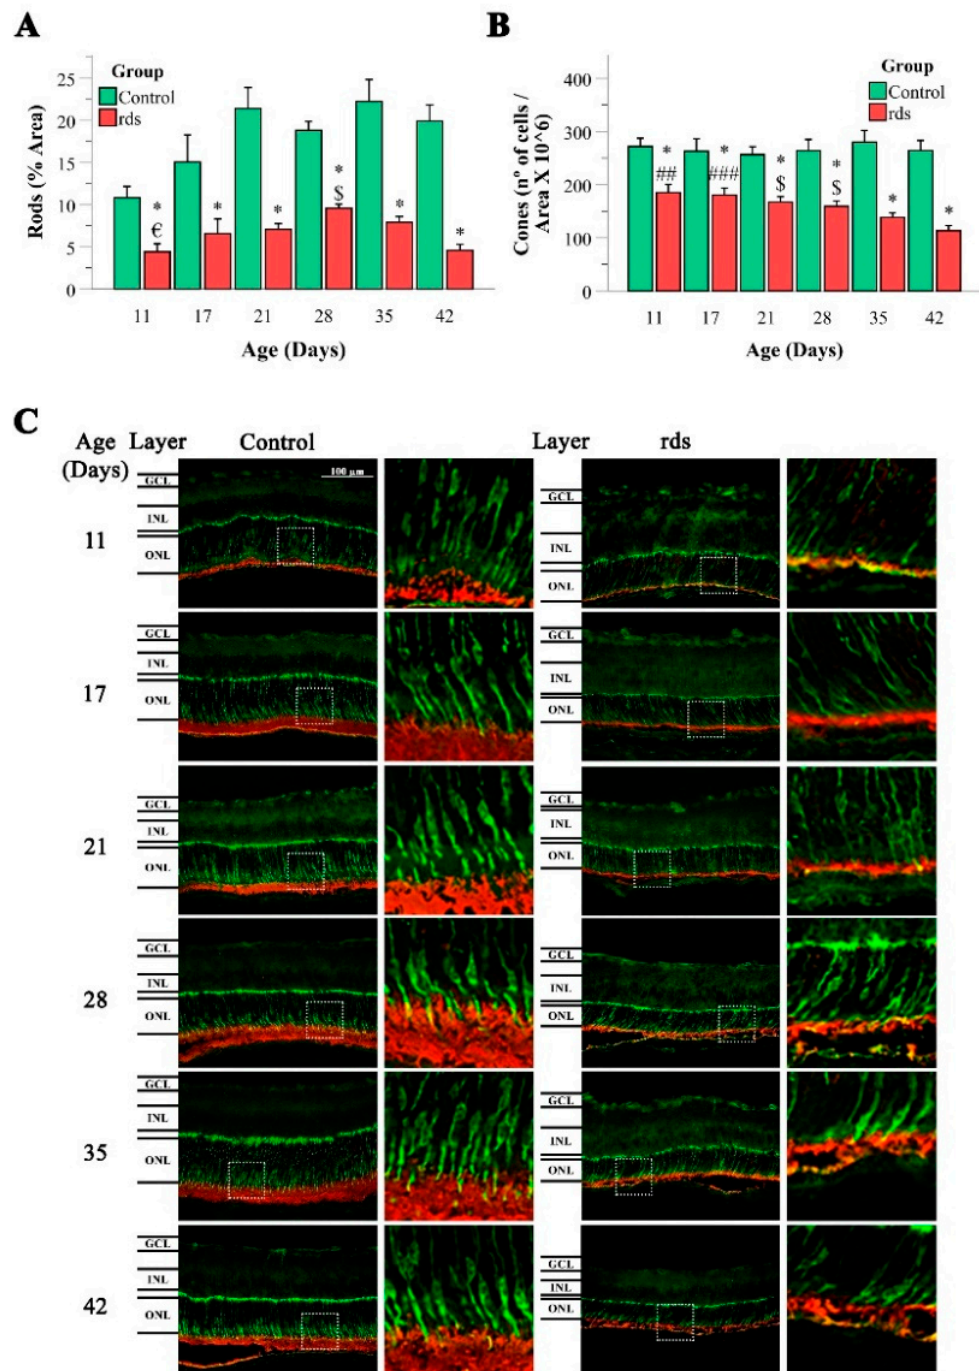 A
Rods (% Area)
25
20
15
10
5
0
Group
Control
rds
*
€
*
*
*
$
*
*
11 17 21 28 35 42
Age (Days)
B
Cones (nº of cells /
Area X 10^6)
400
300
200
100
0
Group
Control
rds
*
##
*
###
*
$
*
$
*
*
11 17 21 28 35 42
Age (Days)
C
Age Layer Control Layer rds
(Days)
100 µm
11
GCL
INL
ONL
GCL
INL
ONL
17
GCL
INL
ONL
GCL
INL
ONL
21
GCL
INL
ONL
GCL
INL
ONL
28
GCL
INL
ONL
GCL
INL
ONL
35
GCL
INL
ONL
GCL
INL
ONL
42
GCL
INL
ONL
GCL
INL
ONL